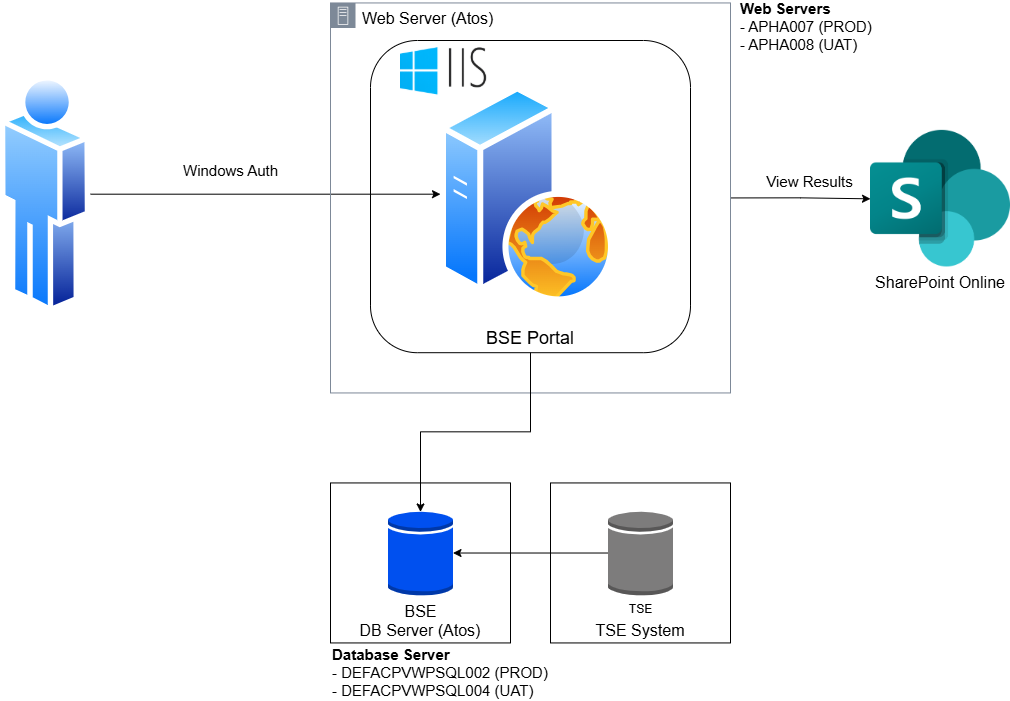 Web Server (Atos)
Web Servers
- APHA007 (PROD)
- APHA008 (UAT)
IIS
Windows Auth
View Results
S
SharePoint Online
BSE Portal
BSE
DB Server (Atos)
TSE
TSE System
Database Server
- DEFACPVWPSQL002 (PROD)
- DEFACPVWPSQL004 (UAT)